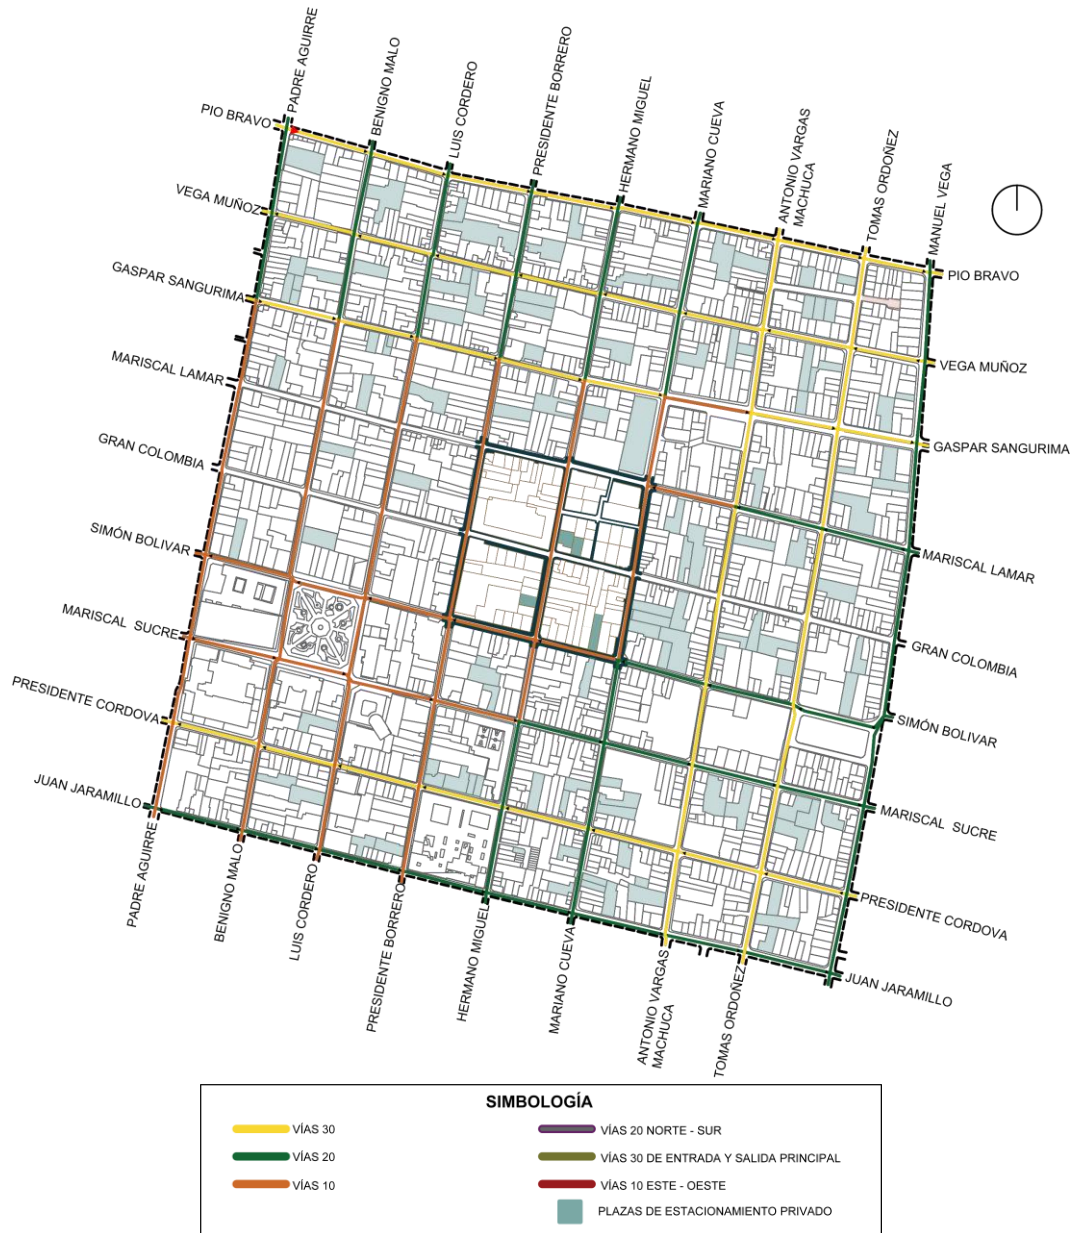 PADRE AGUIRRE
BENIGNO MALO
LUIS CORDERO
PRESIDENTE BORRERO
HERMANO MIGUEL
MARIANO CUEVA
ANTONIO VARGAS
MACHUCA
TOMAS ORDOÑEZ
MANUEL VEGA
PIO BRAVO
VEGA MUÑOZ
GASPAR SANGURIMA
MARISCAL LAMAR
GRAN COLOMBIA
SIMÓN BOLIVAR
MARISCAL SUCRE
PRESIDENTE CORDOVA
JUAN JARAMILLO
PIO BRAVO
VEGA MUÑOZ
GASPAR SANGURIMA
MARISCAL LAMAR
GRAN COLOMBIA
SIMÓN BOLIVAR
MARISCAL SUCRE
PRESIDENTE CORDOVA
JUAN JARAMILLO
PADRE AGUIRRE
BENIGNO MALO
LUIS CORDERO
PRESIDENTE BORRERO
HERMANO MIGUEL
MARIANO CUEVA
ANTONIO VARGAS
MACHUCA
TOMAS ORDOÑEZ
SIMBOLOGÍA
VÍAS 30
VÍAS 20
VÍAS 10
VÍAS 20 NORTE - SUR
VÍAS 30 DE ENTRADA Y SALIDA PRINCIPAL
VÍAS 10 ESTE - OESTE
PLAZAS DE ESTACIONAMIENTO PRIVADO